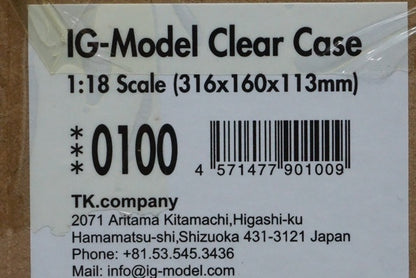 IG-Model Clear Case
1:18 Scale (316x160x113mm)
***0100
4 571477 901009
TK.company
2071 Aritama Kitamachi,Higashi-ku
Hamamatsu-shi,Shizuoka 431-3121 Japan
Phone: +81.53.545.3436
Mail: info@ig-model.com